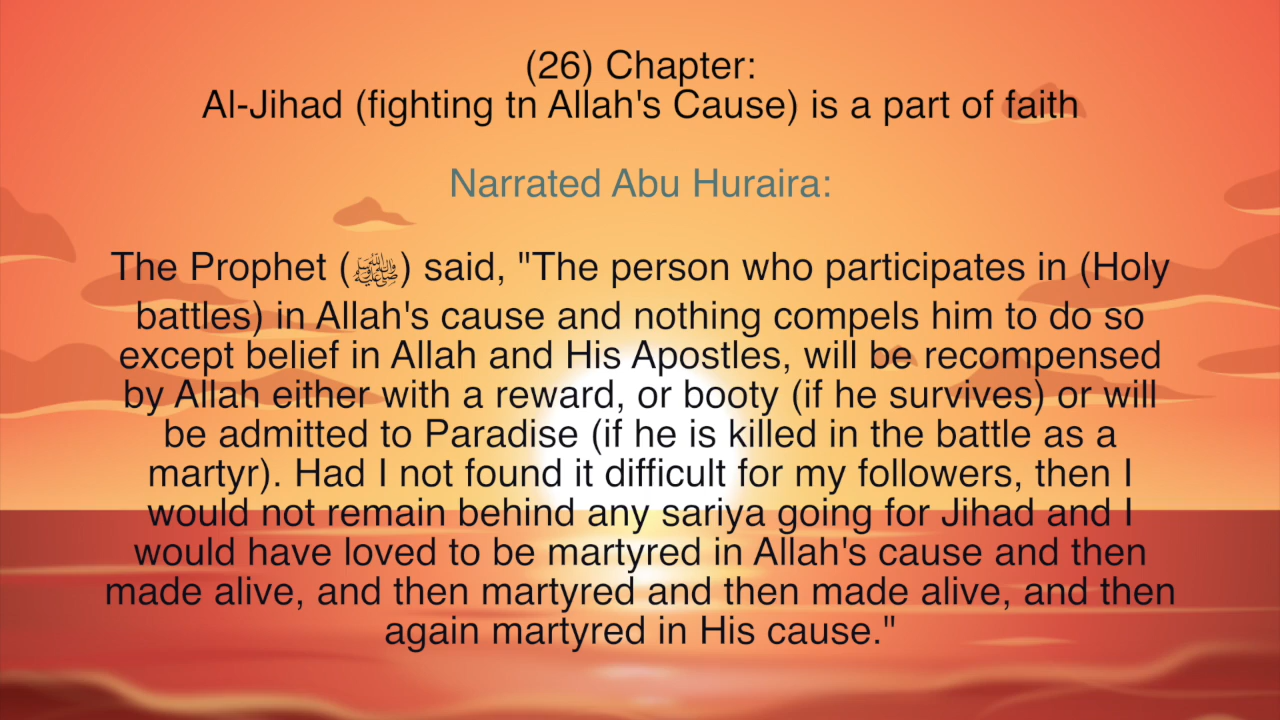 (26) Chapter:
Al-Jihad (fighting tn Allah's Cause) is a part of faith
Narrated Abu Huraira:
The Prophet (ﷺ) said, "The person who participates in (Holy
battles) in Allah's cause and nothing compels him to do so
except belief in Allah and His Apostles, will be recompensed
by Allah either with a reward, or booty (if he survives) or will
be admitted to Paradise (if he is killed in the battle as a
martyr). Had I not found it difficult for my followers, then I
would not remain behind any sariya going for Jihad and I
would have loved to be martyred in Allah's cause and then
made alive, and then martyred and then made alive, and then
again martyred in His cause."